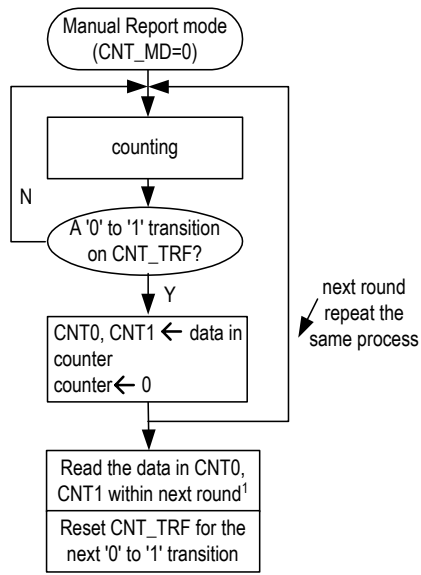 Manual Report mode
(CNT_MD=0)
counting
N
A '0' to '1' transition
on CNT_TRF?
Y
CNT0, CNT1 ← data in
counter
counter← 0
next round
repeat the
same process
Read the data in CNT0,
CNT1 within next round¹
Reset CNT_TRF for the
next '0' to '1' transition